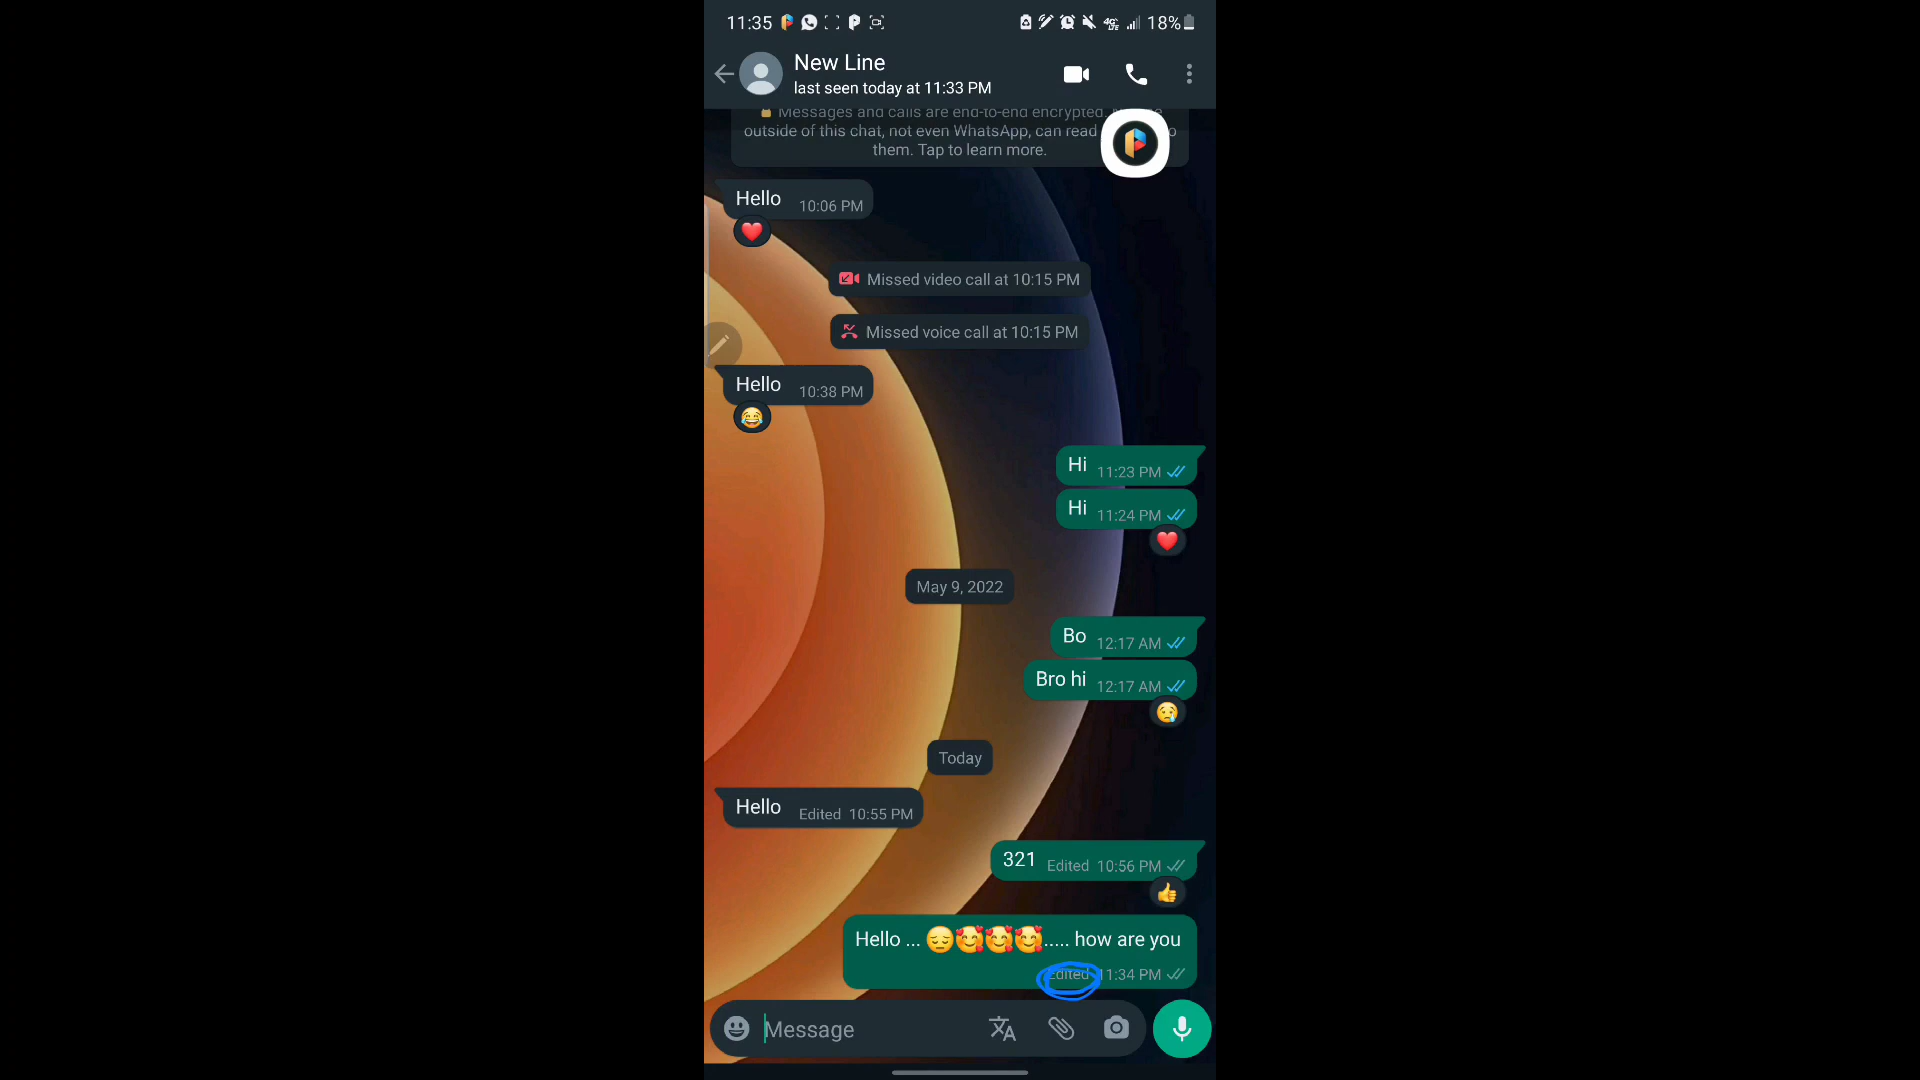 11:35
4G
LTE
18%
New Line
last seen today at 11:33 PM
Messages and calls are end-to-end encrypted.
outside of this chat, not even WhatsApp, can read
them. Tap to learn more.
Hello 10:06 PM
❤️
Missed video call at 10:15 PM
Missed voice call at 10:15 PM
Hello 10:38 PM
😂
Hi 11:23 PM
Hi 11:24 PM
❤️
May 9, 2022
Bo 12:17 AM
Bro hi 12:17 AM
😢
Today
Hello Edited 10:55 PM
321 Edited 10:56 PM
👍
Hello ... 😔🥰🥰🥰..... how are you
Edited 11:34 PM
Message